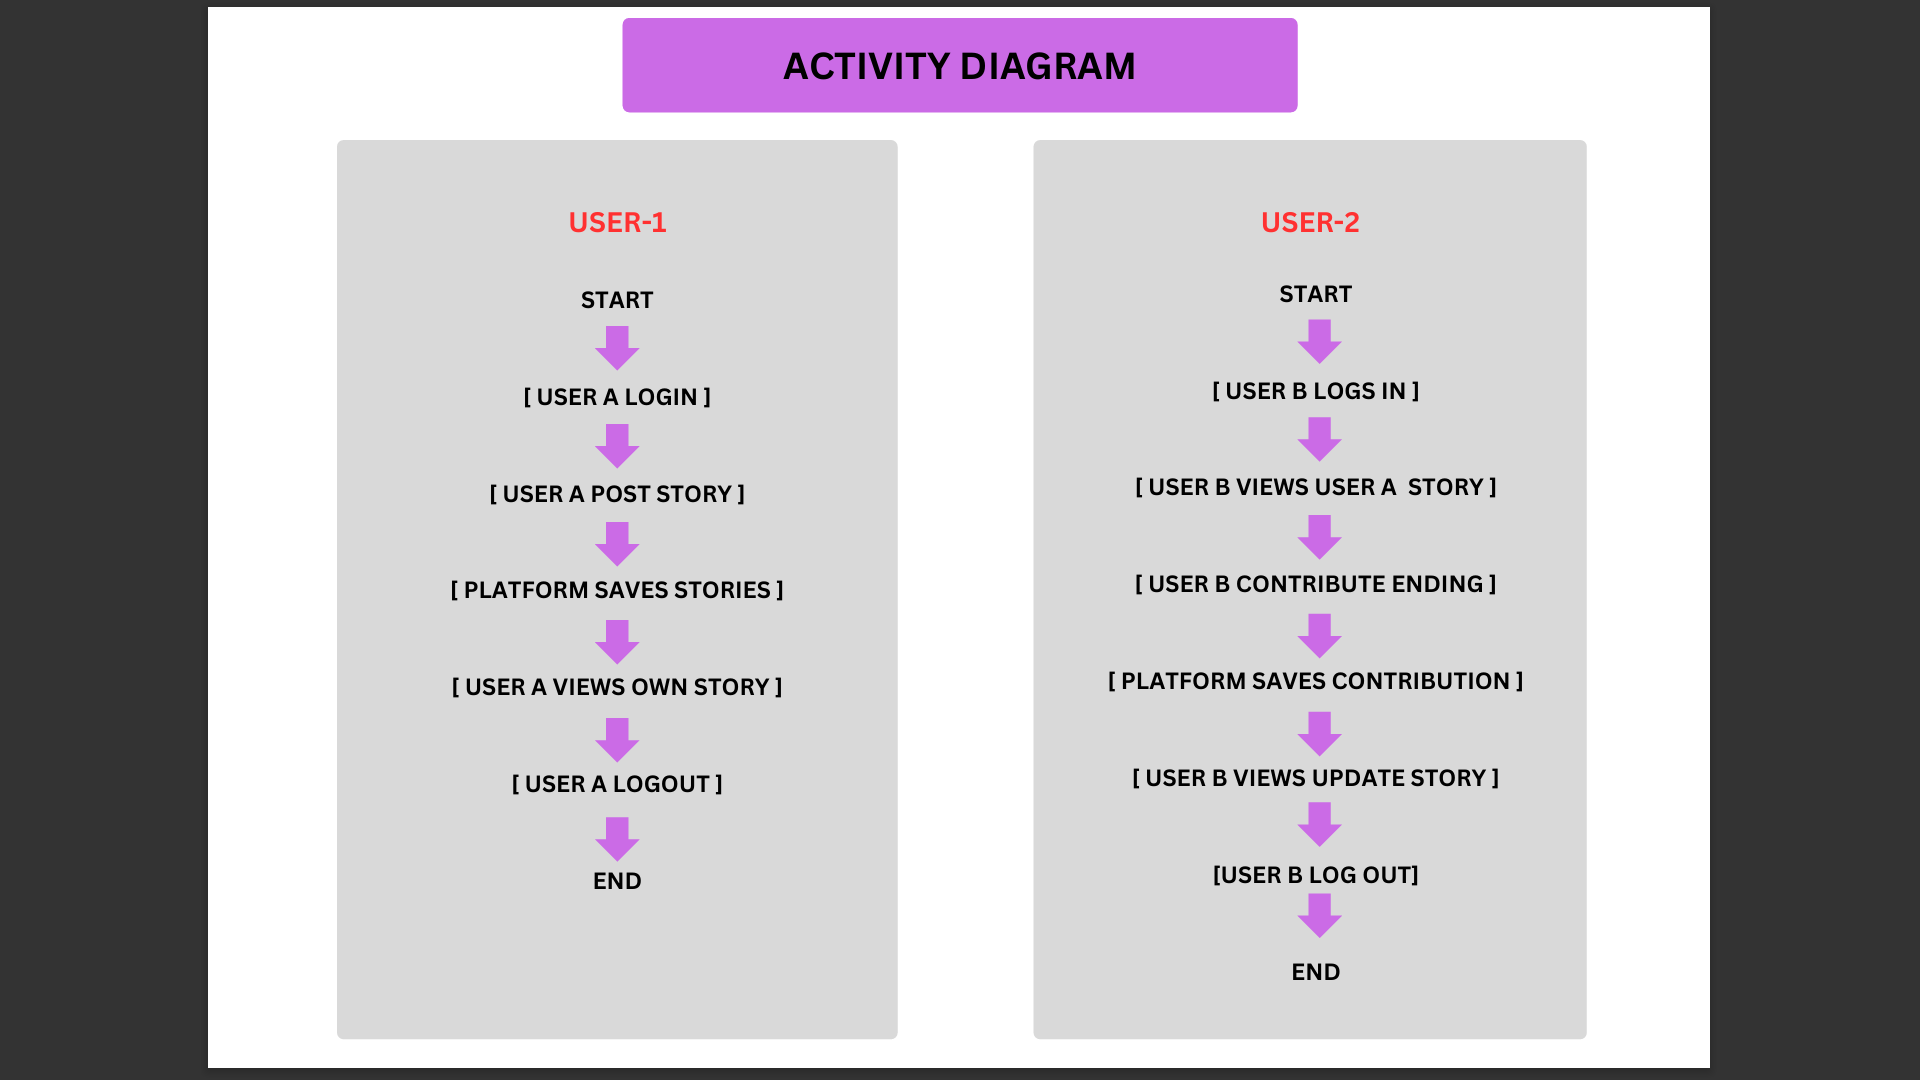 ACTIVITY DIAGRAM
USER-1
START
[ USER A LOGIN ]
[ USER A POST STORY ]
[ PLATFORM SAVES STORIES ]
[ USER A VIEWS OWN STORY ]
[ USER A LOGOUT ]
END
USER-2
START
[ USER B LOGS IN ]
[ USER B VIEWS USER A  STORY ]
[ USER B CONTRIBUTE ENDING ]
[ PLATFORM SAVES CONTRIBUTION ]
[ USER B VIEWS UPDATE STORY ]
[USER B LOG OUT]
END